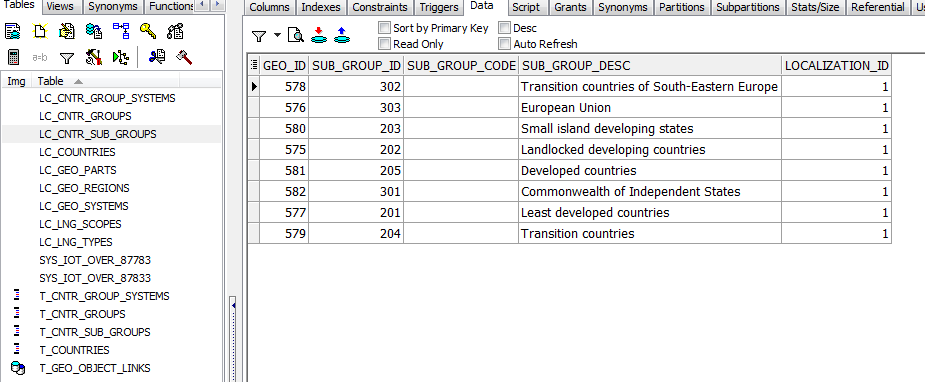 Tables Views Synonyms Functions
Img Table
LC_CNTR_GROUP_SYSTEMS
LC_CNTR_GROUPS
LC_CNTR_SUB_GROUPS
LC_COUNTRIES
LC_GEO_PARTS
LC_GEO_REGIONS
LC_GEO_SYSTEMS
LC_LNG_SCOPES
LC_LNG_TYPES
SYS_IOT_OVER_87783
SYS_IOT_OVER_87833
T_CNTR_GROUP_SYSTEMS
T_CNTR_GROUPS
T_CNTR_SUB_GROUPS
T_COUNTRIES
T_GEO_OBJECT_LINKS
Columns Indexes Constraints Triggers Data Script Grants Synonyms Partitions Subpartitions Stats/Size Referential
Sort by Primary Key Desc
Read Only Auto Refresh
GEO_ID SUB_GROUP_ID SUB_GROUP_CODE SUB_GROUP_DESC LOCALIZATION_ID
578 302 Transition countries of South-Eastern Europe 1
576 303 European Union 1
580 203 Small island developing states 1
575 202 Landlocked developing countries 1
581 205 Developed countries 1
582 301 Commonwealth of Independent States 1
577 201 Least developed countries 1
579 204 Transition countries 1